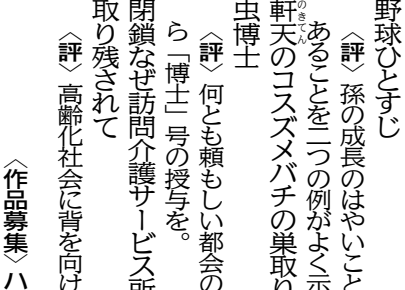 野球ひとすじ
〈評〉孫の成長のはやいこと
あることを二つの例がよく示
軒天のコスズメバチの巣取り
のきてん
虫博士
〈評〉何とも頼もしい都会の
ら「博士」号の授与を。
閉鎖なぜ訪問介護サービス所
取り残されて
〈評〉高齢化社会に背を向け
〈作品募集〉ハ